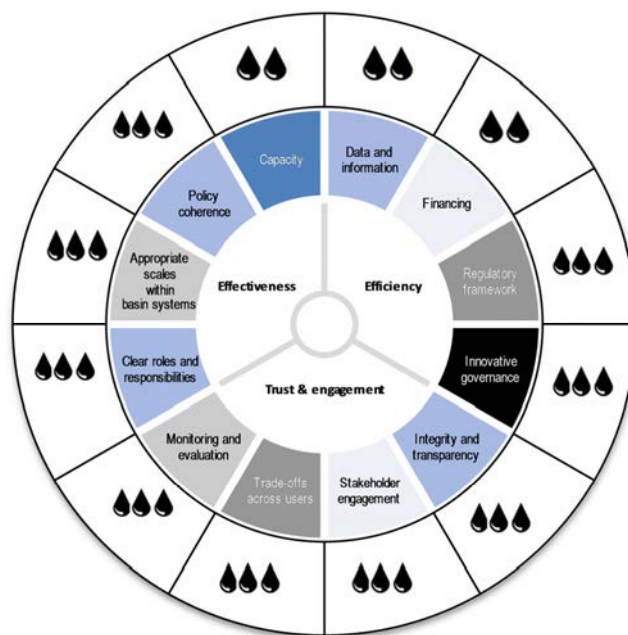 Capacity
Data and
information
Financing
Regulatory
framework
Innovative
governance
Integrity and
transparency
Stakeholder
engagement
Trade-offs
across users
Monitoring and
evaluation
Clear roles and
responsibilities
Appropriate
scales
within
basin systems
Policy
coherence
Effectiveness
Efficiency
Trust & engagement